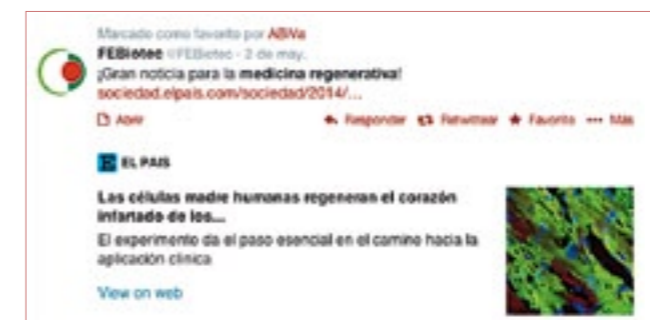 Marcado como favorito por ABiVa
FEBiotec @FEBiotec · 2 de may.
¡Gran noticia para la medicina regenerativa!
sociedad.elpais.com/sociedad/2014/...
Abrir Responder Retwittear Favorito ••• Más
EL PAIS
Las células madre humanas regeneran el corazón
infartado de los...
El experimento da el paso esencial en el camino hacia la
aplicación clínica
View on web